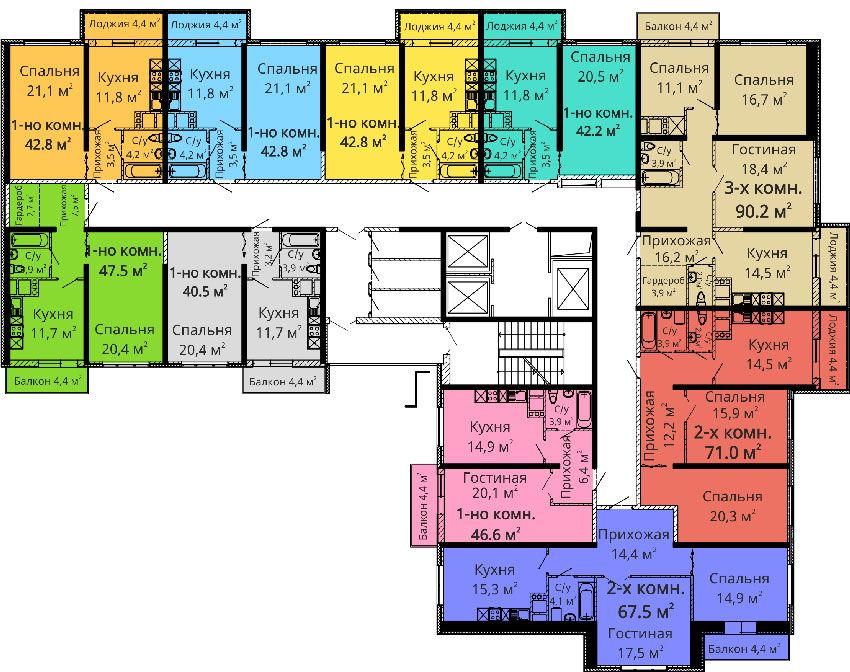 Лоджия 4,4 м²
Спальня
21,1 м²
1-но комн.
42.8 м²
Кухня
11,8 м²
Прихожая
3,5 м²
С/у
4,2 м²
Лоджия 4,4 м²
Кухня
11,8 м²
С/у
4,2 м
Прихожая
3,5 м²
Спальня
21,1 м²
1-но комн.
42.8 м²
Лоджия 4,4 м²
Спальня
21,1 м²
1-но комн.
42.8 м²
Кухня
11,8 м²
Прихожая
3,5 м²
С/у
4,2 м²
Лоджия 4,4 м²
Кухня
11,8 м²
С/у
4,2 м²
Прихожая
3,5 м²
Спальня
20,5 м²
1-но комн.
42.2 м²
Балкон 4,4 м²
Спальня
11,1 м²
Спальня
16,7 м²
С/у
3,9 м²
Гостиная
18,4 м²
3-х комн.
90.2 м²
Прихожая
16,2 м²
Гардероб
3,9 м²
Кухня
14,5 м²
Лоджия 4,4 м²
Гардероб
2,7 м²
Прихожая
С/у
3,9 м²
Кухня
11,7 м²
1-но комн.
47.5 м²
Спальня
20,4 м²
Балкон 4,4 м²
1-но комн.
40.5 м²
Спальня
20,4 м²
Прихожая
3,2 м²
С/у
3,9 м²
Кухня
11,7 м²
Балкон 4,4 м²
С/у
3,9 м²
Кухня
14,5 м²
Лоджия 4,4 м²
Прихожая
12,2 м²
Спальня
15,9 м²
2-х комн.
71.0 м²
Спальня
20,3 м²
Кухня
14,9 м²
С/у
3,9 м²
Прихожая
6,4 м²
Гостиная
20,1 м²
1-но комн.
46.6 м²
Балкон 4,4 м²
Прихожая
14,4 м²
Кухня
15,3 м²
С/у
4,1 м²
2-х комн.
67.5 м²
Гостиная
17,5 м²
Спальня
14,9 м²
Балкон 4,4 м²